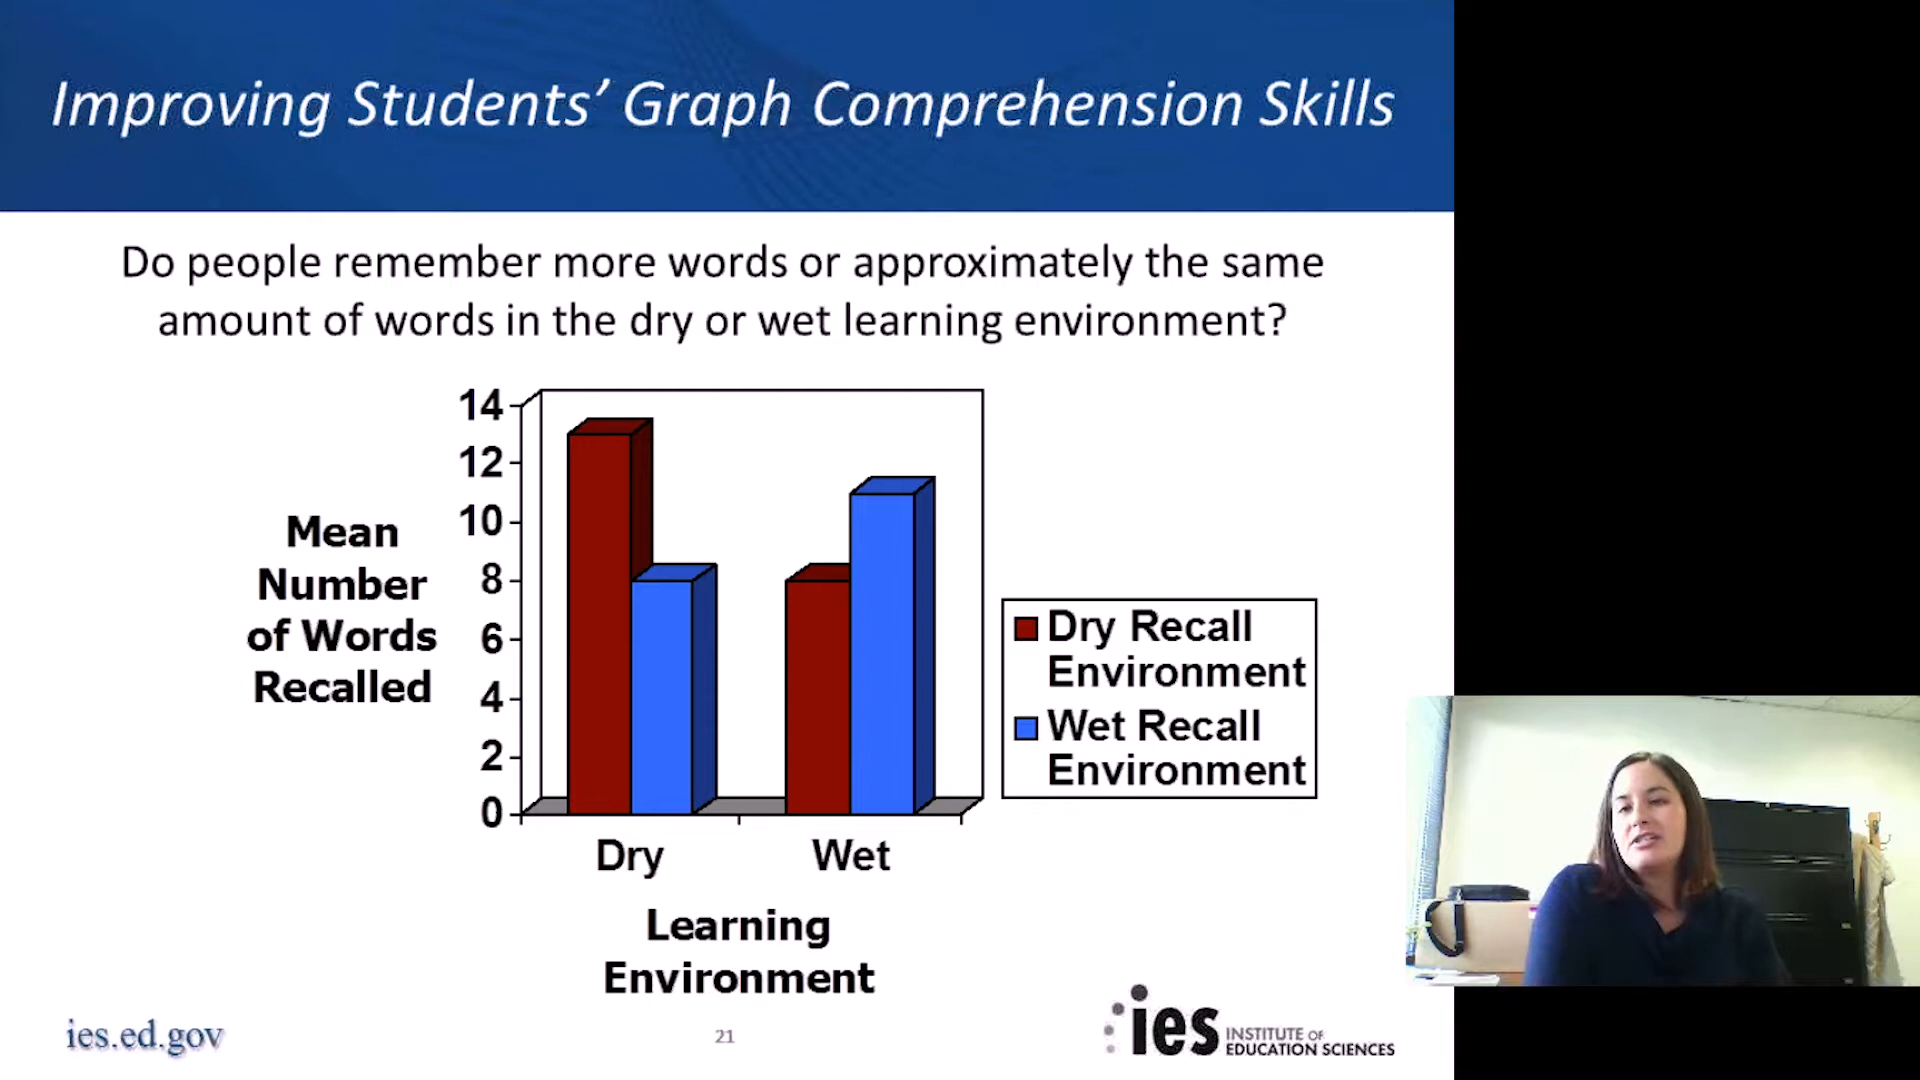 Improving Students’ Graph Comprehension Skills
Do people remember more words or approximately the same
amount of words in the dry or wet learning environment?
14
12
10
8
6
4
2
0
Mean
Number
of Words
Recalled
Dry Recall
Environment
Wet Recall
Environment
Dry
Wet
Learning
Environment
ies.ed.gov
21
ies
INSTITUTE OF
EDUCATION SCIENCES